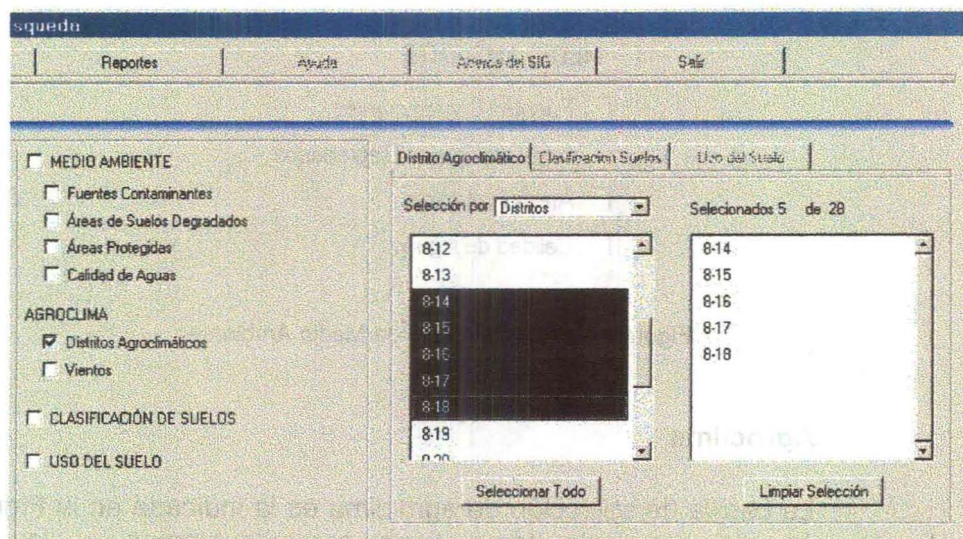 squeda
Reportes
Ayuda
Acerca del SIG
Salir
MEDIO AMBIENTE
Fuentes Contaminantes
Áreas de Suelos Degradados
Áreas Protegidas
Calidad de Aguas
AGROCLIMA
Distritos Agroclimáticos
Vientos
CLASIFICACIÓN DE SUELOS
USO DEL SUELO
Distrito Agroclimático
Clasificacion Suelos
Uso del Suelo
Selección por Distritos
8-12
8-13
8-14
8-15
8-16
8-17
8-18
8-19
8-20
Seleccionar Todo
Selecionados 5 de 28
8-14
8-15
8-16
8-17
8-18
Limpiar Selección